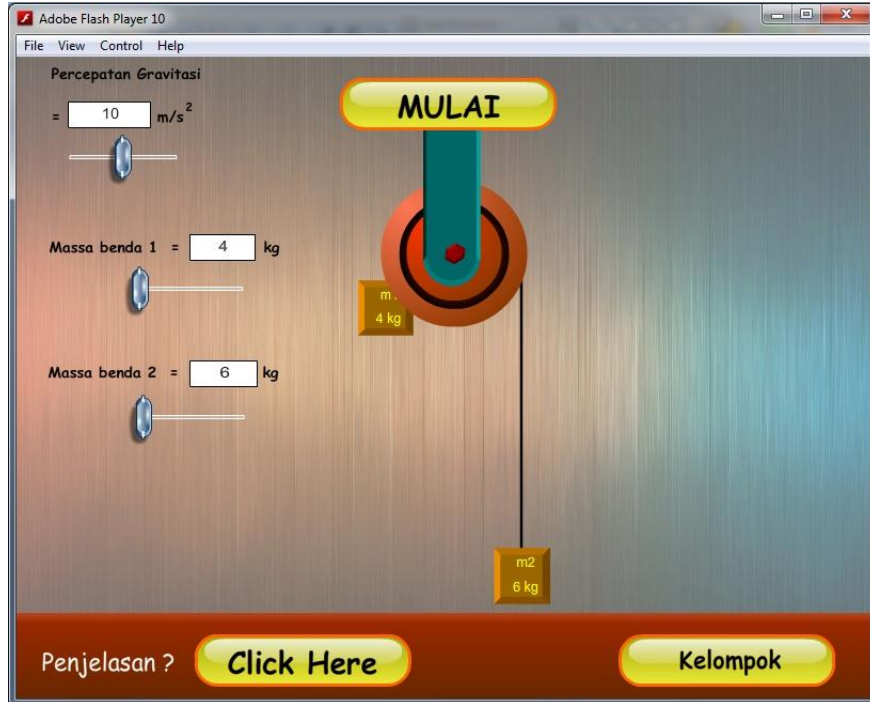 Adobe Flash Player 10
File View Control Help
Percepatan Gravitasi
= 10 m/s²
MULAI
Massa benda 1 = 4 kg
m
4 kg
Massa benda 2 = 6 kg
m2
6 kg
Penjelasan ? Click Here Kelompok